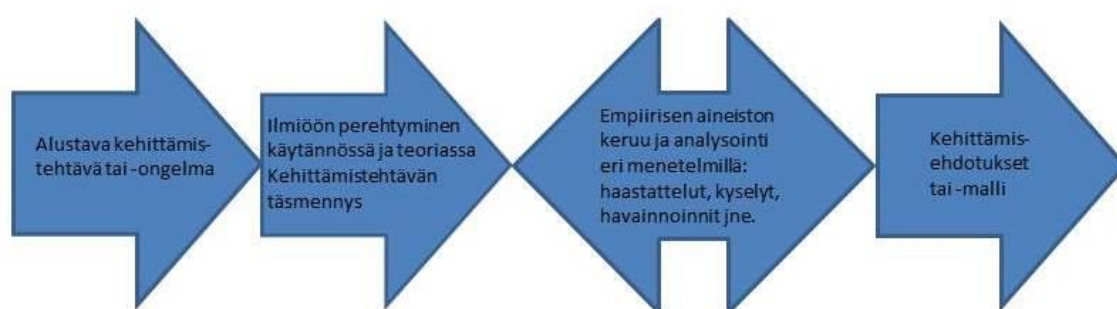 Alustava kehittämis-
tehtävä tai -ongelma
Ilmiöön perehtyminen
käytännössä ja teoriassa
Kehittämistehtävän
täsmennys
Empiirisen aineiston
keruu ja analysointi
eri menetelmillä:
haastattelut, kyselyt,
havainnoinnit jne.
Kehittämis-
ehdotukset
tai -malli